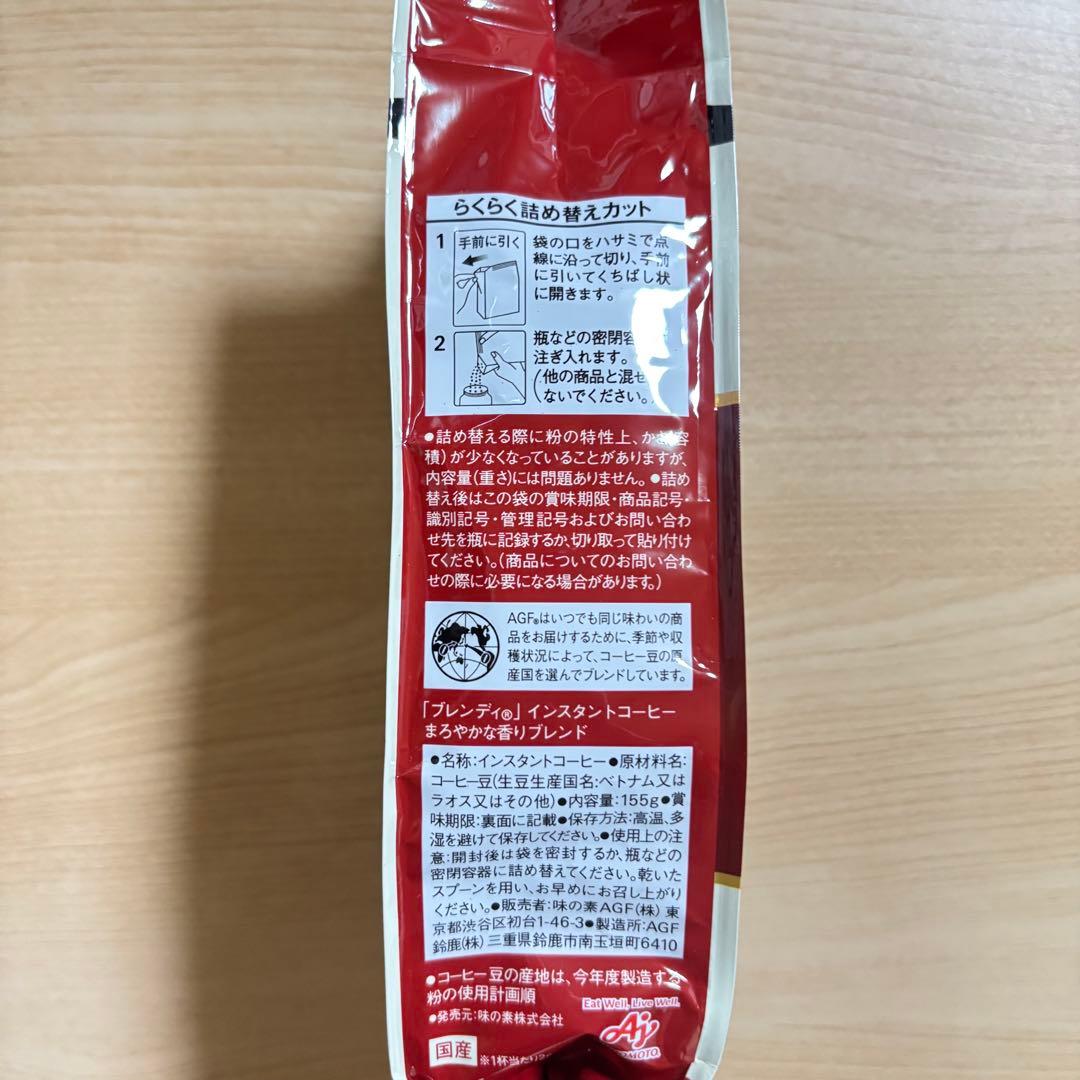 らくらく詰め替えカット
1 手前に引く
袋の口をハサミで点
線に沿って切り、手前
に引いてくちばし状
に開きます。
2
瓶などの密閉容
注ぎ入れます。
(他の商品と混ぜ
ないでください。)
●詰め替える際に粉の特性上、かさ(容
積)が少なくなっていることがありますが、
内容量(重さ)には問題ありません。●詰め
替え後はこの袋の賞味期限・商品記号・
識別記号・管理記号およびお問い合わ
せ先を瓶に記録するか、切り取って貼り付け
てください。(商品についてのお問い合わ
せの際に必要になる場合があります。)
AGF®はいつでも同じ味わいの商
品をお届けするために、季節や収
穫状況によって、コーヒー豆の原
産国を選んでブレンドしています。
「ブレンディ®」インスタントコーヒー
まろやかな香りブレンド
●名称:インスタントコーヒー●原材料名:
コーヒー豆(生豆生産国名:ベトナム又は
ラオス又はその他)●内容量:155g●賞
味期限:裏面に記載●保存方法:高温、多
湿を避けて保存してください。●使用上の注
意:開封後は袋を密封するか、瓶などの
密閉容器に詰め替えてください。乾いた
スプーンを用い、お早めにお召し上がり
ください。●販売者:味の素AGF(株) 東
京都渋谷区初台1-46-3●製造所:AGF
鈴鹿(株) 三重県鈴鹿市南玉垣町6410
●コーヒー豆の産地は、今年度製造する
粉の使用計画順
●発売元:味の素株式会社
Eat Well, Live Well.
国産
※1杯当たり2